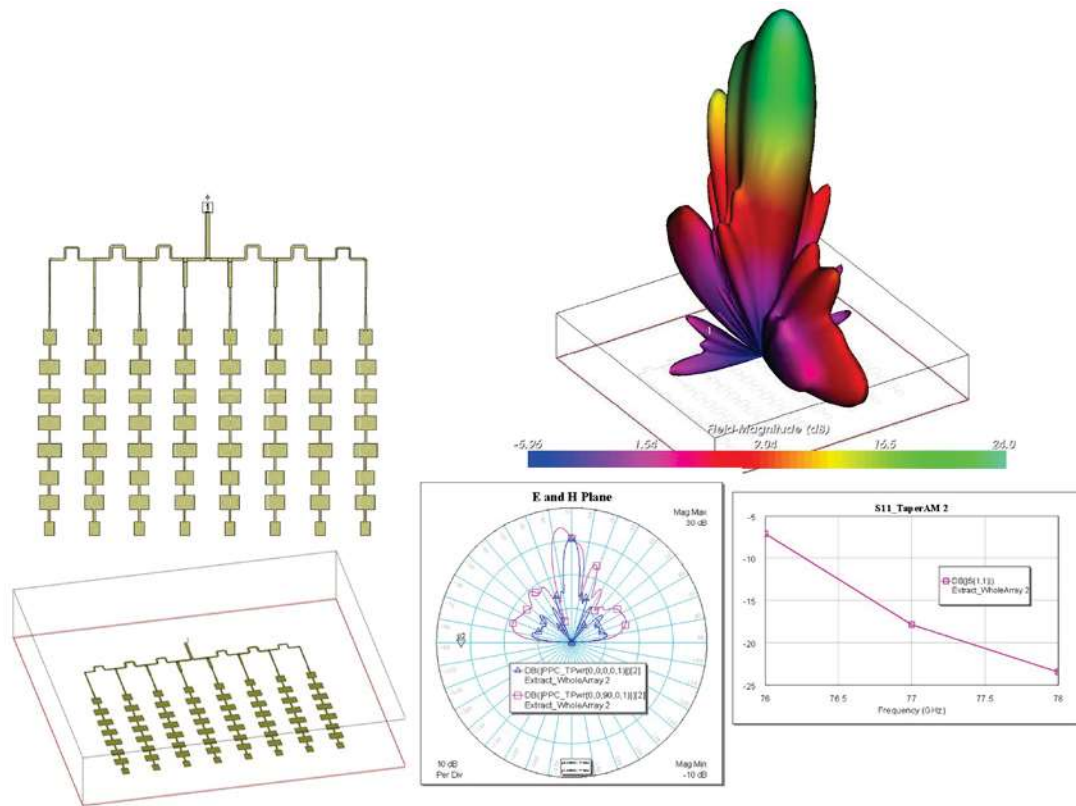 1
1
Field-Magnitude (dB)
-5.96 1.54 9.04 16.5 24.0
E and H Plane
Mag Max
30 dB
DB(|PPC_TPwr(0,0,0,0,1)|)[2]
Extract_WholeArray 2
DB(|PPC_TPwr(0,0,90,0,1)|)[2]
Extract_WholeArray 2
10 dB
Per Div
Mag Min
-10 dB
S11_TaperAM 2
-5
-10
-15
-20
-25
DB(|S(1,1)|)
Extract_WholeArray 2
76 76.5 77 77.5 78
Frequency (GHz)